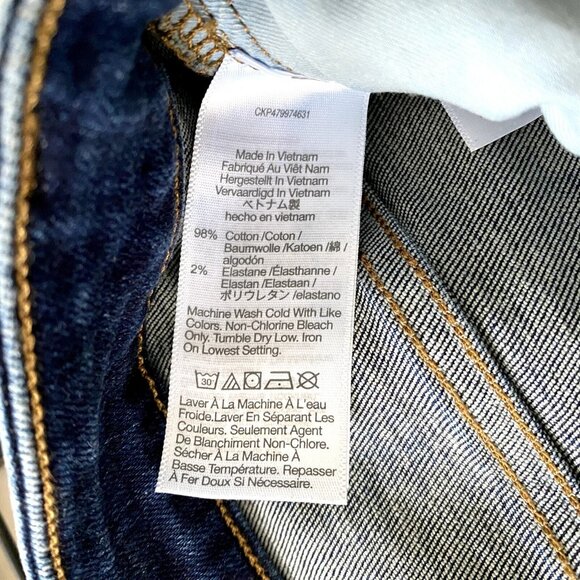 CKP479974631
Made In Vietnam
Fabriqué Au Viêt Nam
Hergestellt In Vietnam
Vervaardigd In Vietnam
ベトナム製
hecho en vietnam
98% Cotton /Coton /
Baumwolle /Katoen /綿 /
algodón
2% Elastane /Élasthanne /
Elastan /Elastaan /
ポリウレタン /elastano
Machine Wash Cold With Like
Colors. Non-Chlorine Bleach
Only. Tumble Dry Low. Iron
On Lowest Setting.
30
Laver À La Machine À L'eau
Froide.Laver En Séparant Les
Couleurs. Seulement Agent
De Blanchiment Non-Chlore.
Sécher À La Machine À
Basse Température. Repasser
À Fer Doux Si Desiré.